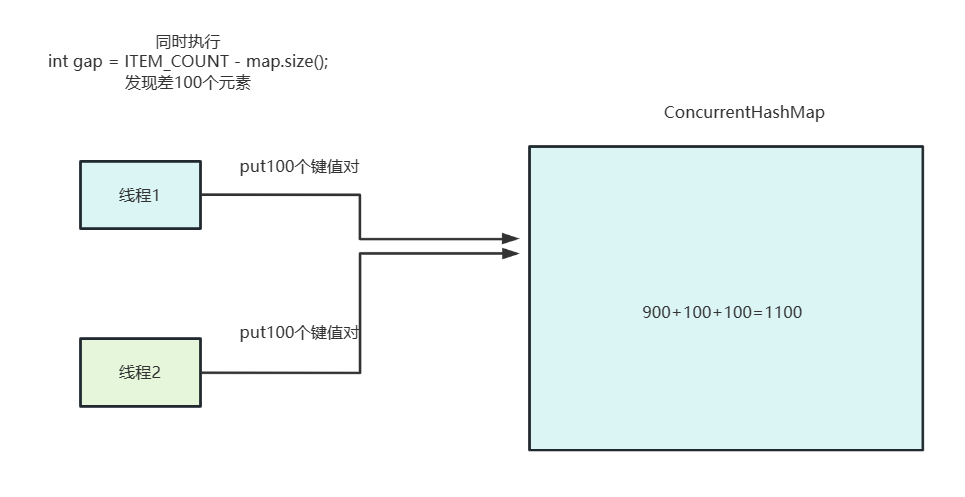 同时执行
int gap = ITEM_COUNT - map.size();
发现差100个元素
ConcurrentHashMap
put100个键值对
线程1
900+100+100=1100
put100个键值对
线程2